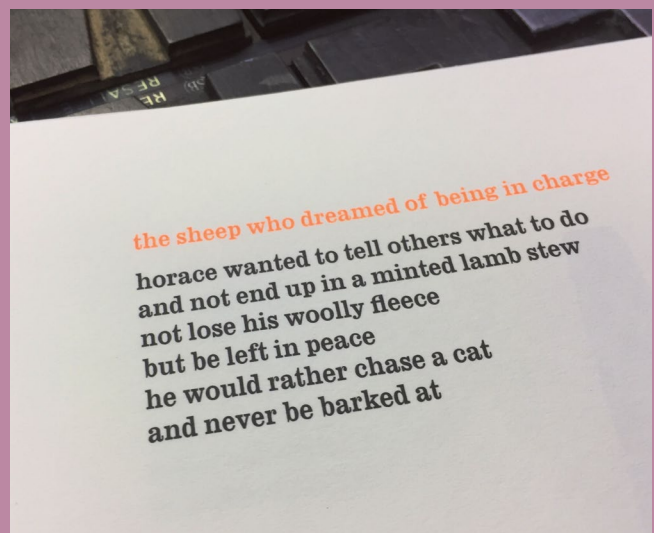 the sheep who dreamed of being in charge
horace wanted to tell others what to do
and not end up in a minted lamb stew
not lose his woolly fleece
but be left in peace
he would rather chase a cat
and never be barked at